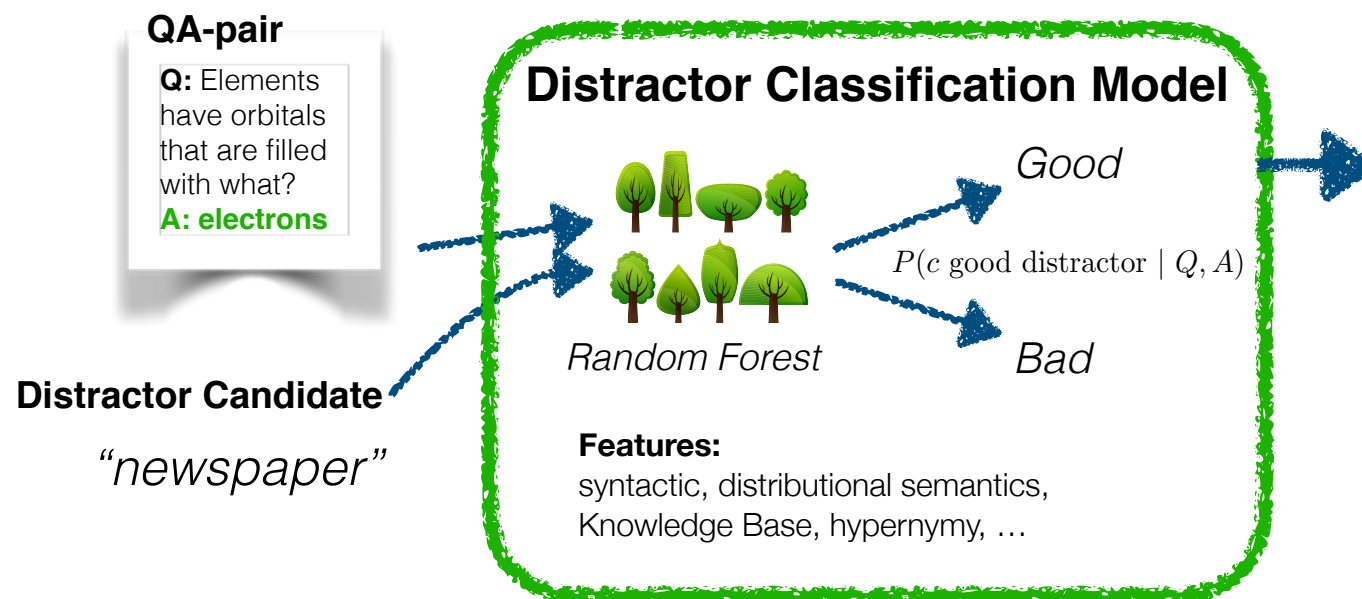 QA-pair
Q: Elements
have orbitals
that are filled
with what?
A: electrons
Distractor Candidate
“newspaper”
Distractor Classification Model
Random Forest
Good
P(c good distractor | Q, A)
Bad
Features:
syntactic, distributional semantics,
Knowledge Base, hypernymy, …